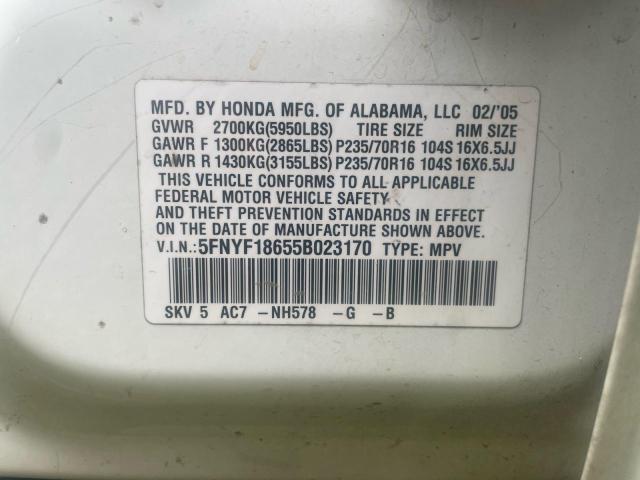 MFD. BY HONDA MFG. OF ALABAMA, LLC 02/'05
GVWR 2700KG(5950LBS) TIRE SIZE RIM SIZE
GAWR F 1300KG(2865LBS) P235/70R16 104S 16X6.5JJ
GAWR R 1430KG(3155LBS) P235/70R16 104S 16X6.5JJ
THIS VEHICLE CONFORMS TO ALL APPLICABLE
FEDERAL MOTOR VEHICLE SAFETY
AND THEFT PREVENTION STANDARDS IN EFFECT
ON THE DATE OF MANUFACTURE SHOWN ABOVE.
V.I.N.:5FNYF18655B023170 TYPE: MPV
SKV 5 AC7 -NH578 -G -B